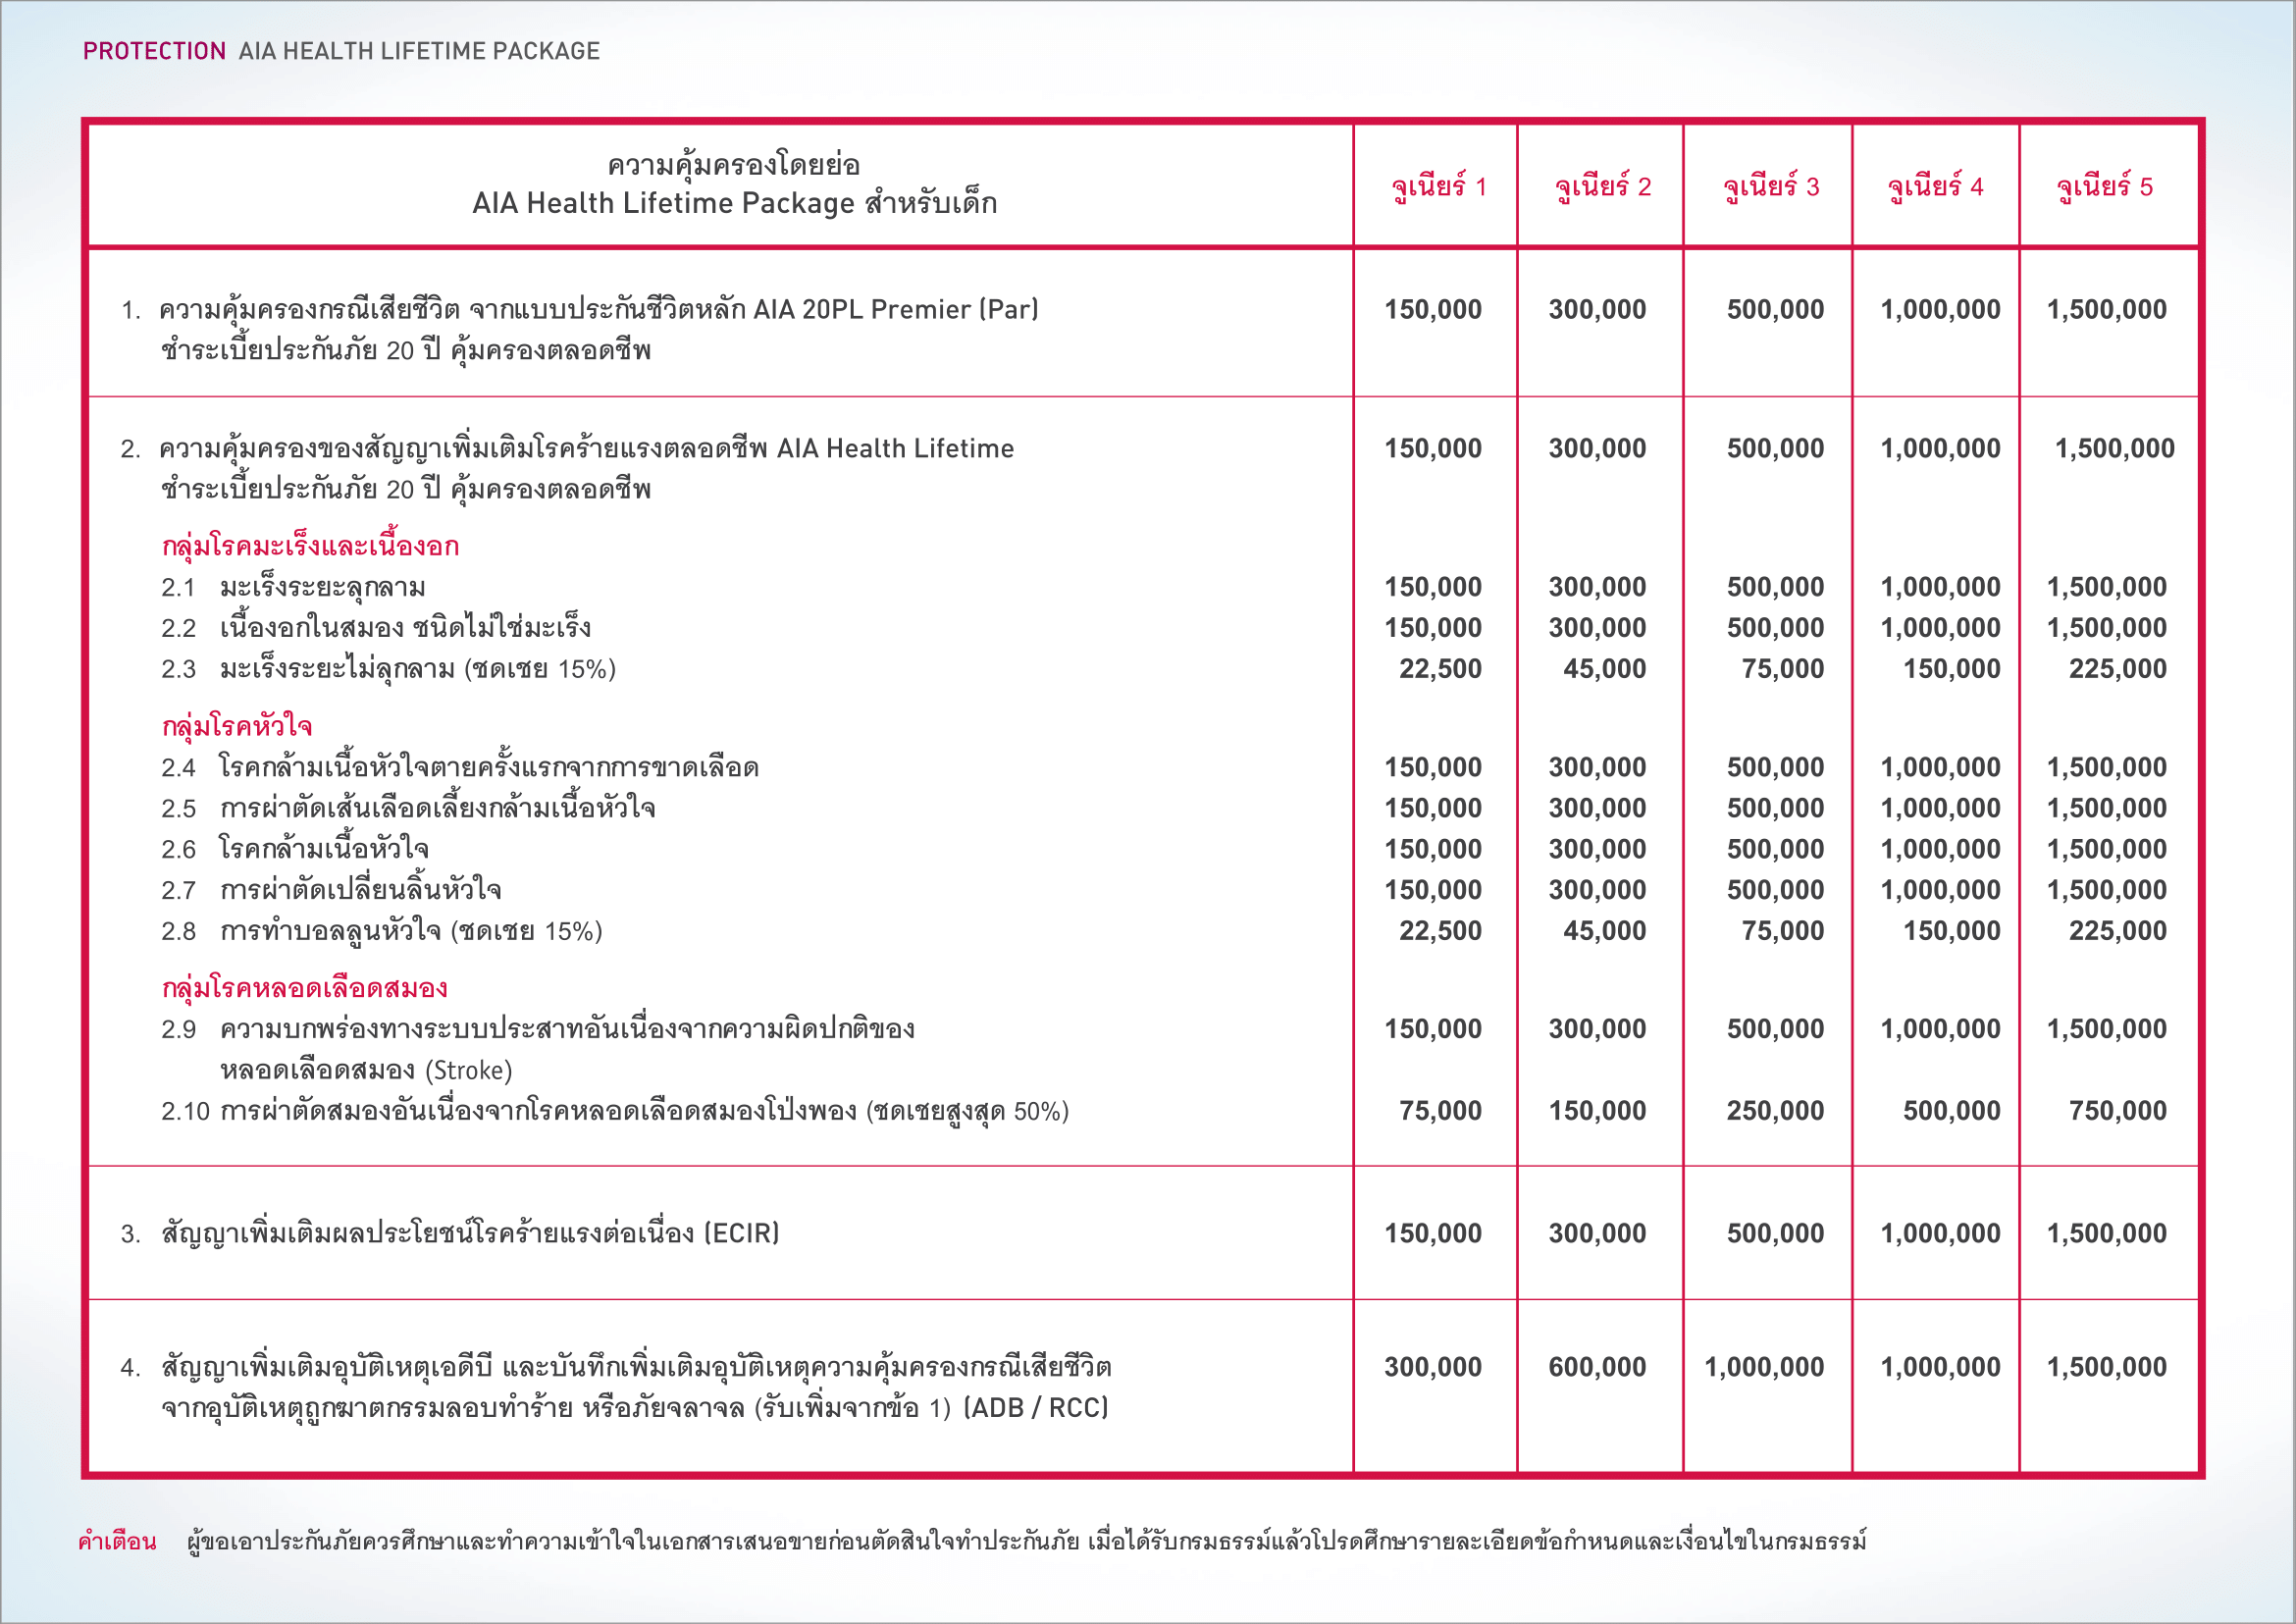 PROTECTION AIA HEALTH LIFETIME PACKAGE
ความคุ้มครองโดยย่อ
AIA Health Lifetime Package สำหรับเด็ก
จูเนียร์ 1 จูเนียร์ 2 จูเนียร์ 3 จูเนียร์ 4 จูเนียร์ 5
1. ความคุ้มครองกรณีเสียชีวิต จากแบบประกันชีวิตหลัก AIA 20PL Premier (Par) 150,000 300,000 500,000 1,000,000 1,500,000
ชำระเบี้ยประกันภัย 20 ปี คุ้มครองตลอดชีพ
2. ความคุ้มครองของสัญญาเพิ่มเติมโรคร้ายแรงตลอดชีพ AIA Health Lifetime 150,000 300,000 500,000 1,000,000 1,500,000
ชำระเบี้ยประกันภัย 20 ปี คุ้มครองตลอดชีพ
กลุ่มโรคมะเร็งและเนื้องอก
2.1 มะเร็งระยะลุกลาม 150,000 300,000 500,000 1,000,000 1,500,000
2.2 เนื้องอกในสมอง ชนิดไม่ใช่มะเร็ง 150,000 300,000 500,000 1,000,000 1,500,000
2.3 มะเร็งระยะไม่ลุกลาม (ชดเชย 15%) 22,500 45,000 75,000 150,000 225,000
กลุ่มโรคหัวใจ
2.4 โรคกล้ามเนื้อหัวใจตายครั้งแรกจากการขาดเลือด 150,000 300,000 500,000 1,000,000 1,500,000
2.5 การผ่าตัดเส้นเลือดเลี้ยงกล้ามเนื้อหัวใจ 150,000 300,000 500,000 1,000,000 1,500,000
2.6 โรคกล้ามเนื้อหัวใจ 150,000 300,000 500,000 1,000,000 1,500,000
2.7 การผ่าตัดเปลี่ยนลิ้นหัวใจ 150,000 300,000 500,000 1,000,000 1,500,000
2.8 การทำบอลลูนหัวใจ (ชดเชย 15%) 22,500 45,000 75,000 150,000 225,000
กลุ่มโรคหลอดเลือดสมอง
2.9 ความบกพร่องทางระบบประสาทอันเนื่องจากความผิดปกติของ 150,000 300,000 500,000 1,000,000 1,500,000
หลอดเลือดสมอง (Stroke)
2.10 การผ่าตัดสมองอันเนื่องจากโรคหลอดเลือดสมองโป่งพอง (ชดเชยสูงสุด 50%) 75,000 150,000 250,000 500,000 750,000
3. สัญญาเพิ่มเติมผลประโยชน์โรคร้ายแรงต่อเนื่อง (ECIR) 150,000 300,000 500,000 1,000,000 1,500,000
4. สัญญาเพิ่มเติมอุบัติเหตุเอดีบี และบันทึกเพิ่มเติมอุบัติเหตุความคุ้มครองกรณีเสียชีวิต 300,000 600,000 1,000,000 1,000,000 1,500,000
จากอุบัติเหตุถูกฆาตกรรมลอบทำร้าย หรือภัยจลาจล (รับเพิ่มจากข้อ 1) (ADB / RCC)
คำเตือน ผู้ขอเอาประกันภัยควรศึกษาและทำความเข้าใจในเอกสารเสนอขายก่อนตัดสินใจทำประกันภัย เมื่อได้รับกรมธรรม์แล้วโปรดศึกษารายละเอียดข้อกำหนดและเงื่อนไขในกรมธรรม์